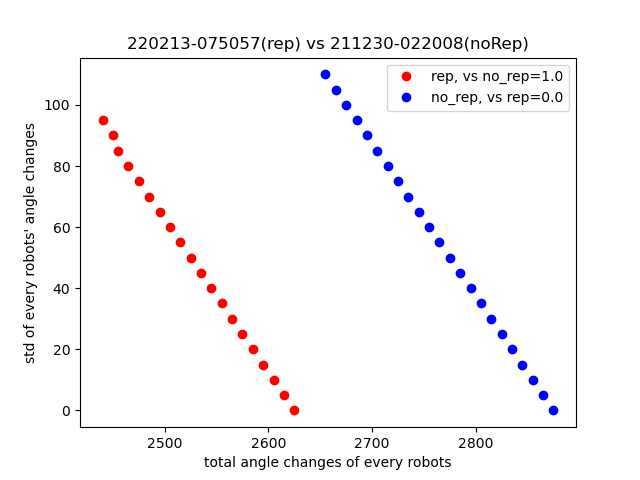 220213-075057(rep) vs 211230-022008(noRep)
rep, vs no_rep=1.0
no_rep, vs rep=0.0
std of every robots' angle changes
100
80
60
40
20
0
2500 2600 2700 2800
total angle changes of every robots